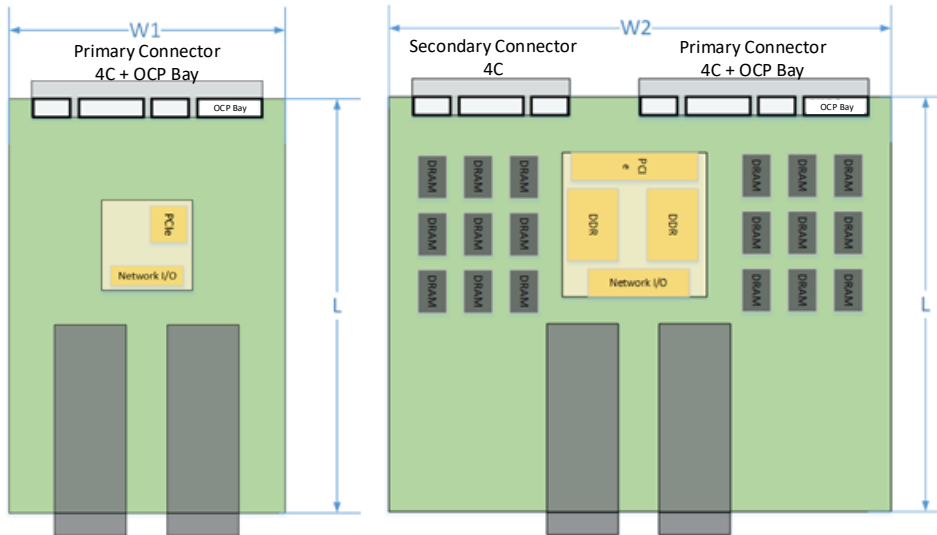 W1
Primary Connector
4C + OCP Bay
OCP Bay
PCIe
Network I/O
L
W2
Secondary Connector
4C
Primary Connector
4C + OCP Bay
OCP Bay
DRAM DRAM DRAM
DRAM DRAM DRAM
DRAM DRAM DRAM
PCI
e
DDR DDR
Network I/O
DRAM DRAM DRAM
DRAM DRAM DRAM
DRAM DRAM DRAM
L